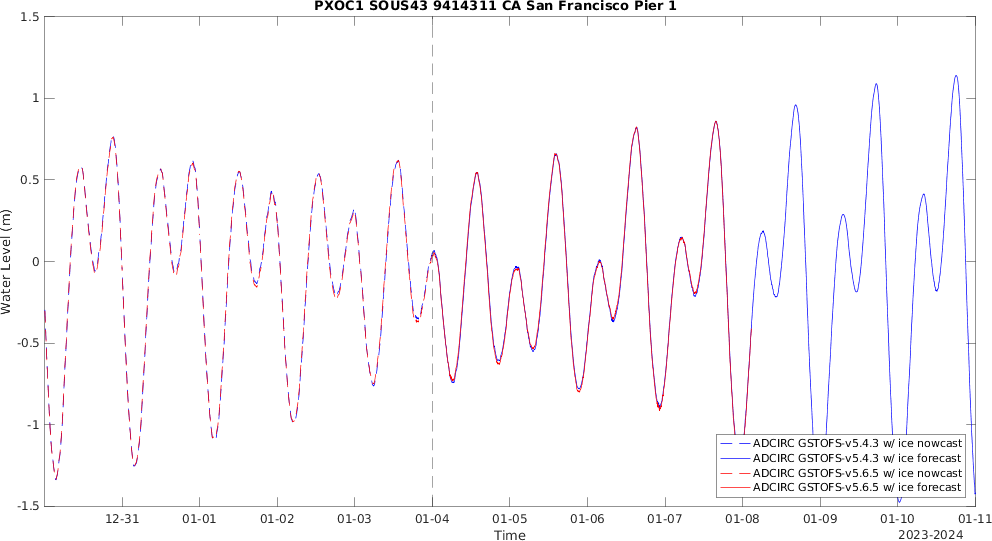 PXOC1 SOUS43 9414311 CA San Francisco Pier 1
1.5
1
0.5
0
-0.5
-1
-1.5
Water Level (m)
12-31
01-01
01-02
01-03
01-04
01-05
01-06
01-07
01-08
01-09
01-10
01-11
Time
2023-2024
ADCIRC GSTOFS-v5.4.3 w/ ice nowcast
ADCIRC GSTOFS-v5.4.3 w/ ice forecast
ADCIRC GSTOFS-v5.6.5 w/ ice nowcast
ADCIRC GSTOFS-v5.6.5 w/ ice forecast